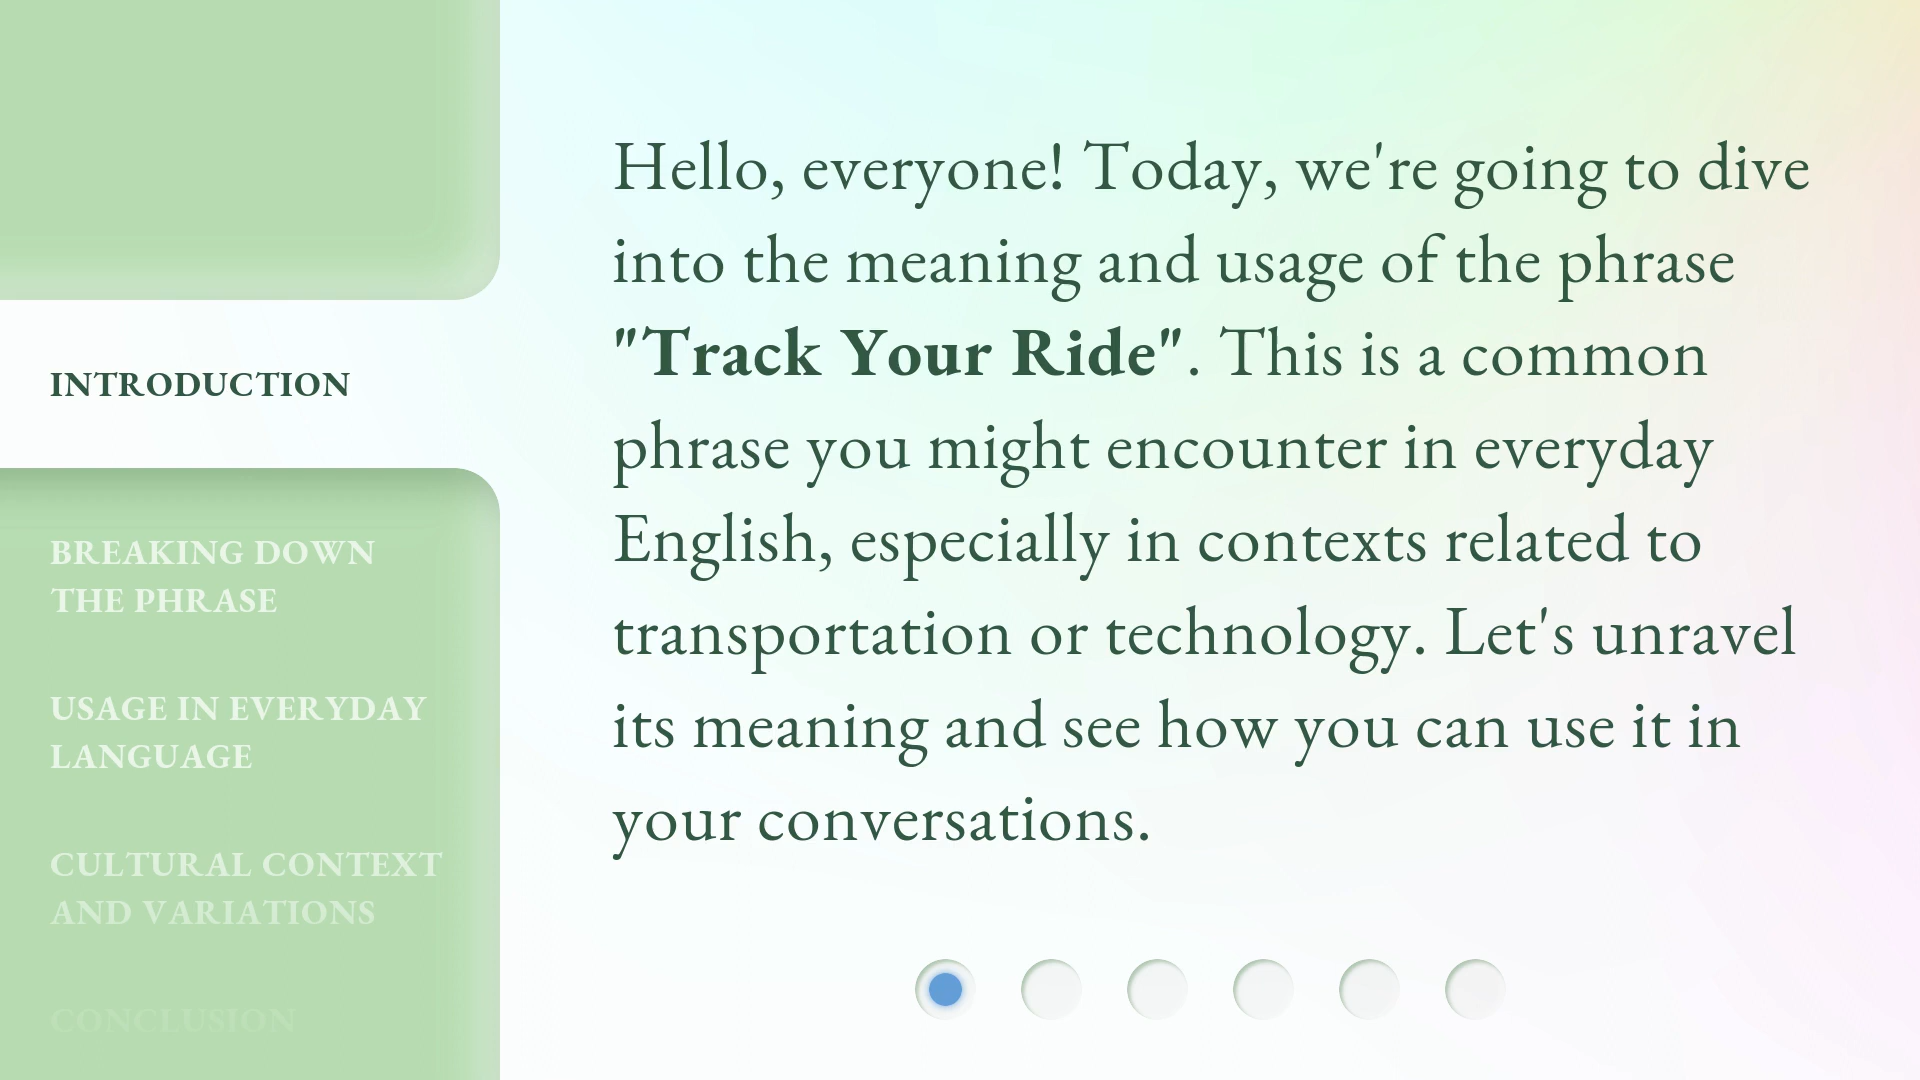 INTRODUCTION
BREAKING DOWN
THE PHRASE
USAGE IN EVERYDAY
LANGUAGE
CULTURAL CONTEXT
AND VARIATIONS
CONCLUSION
Hello, everyone! Today, we're going to dive
into the meaning and usage of the phrase
"Track Your Ride". This is a common
phrase you might encounter in everyday
English, especially in contexts related to
transportation or technology. Let's unravel
its meaning and see how you can use it in
your conversations.